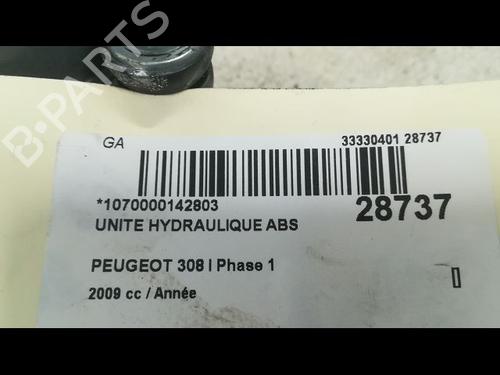 B-PARTS
GA
33330401 28737
*1070000142803
28737
UNITE HYDRAULIQUE ABS
PEUGEOT 308 I Phase 1
2009 cc / Année